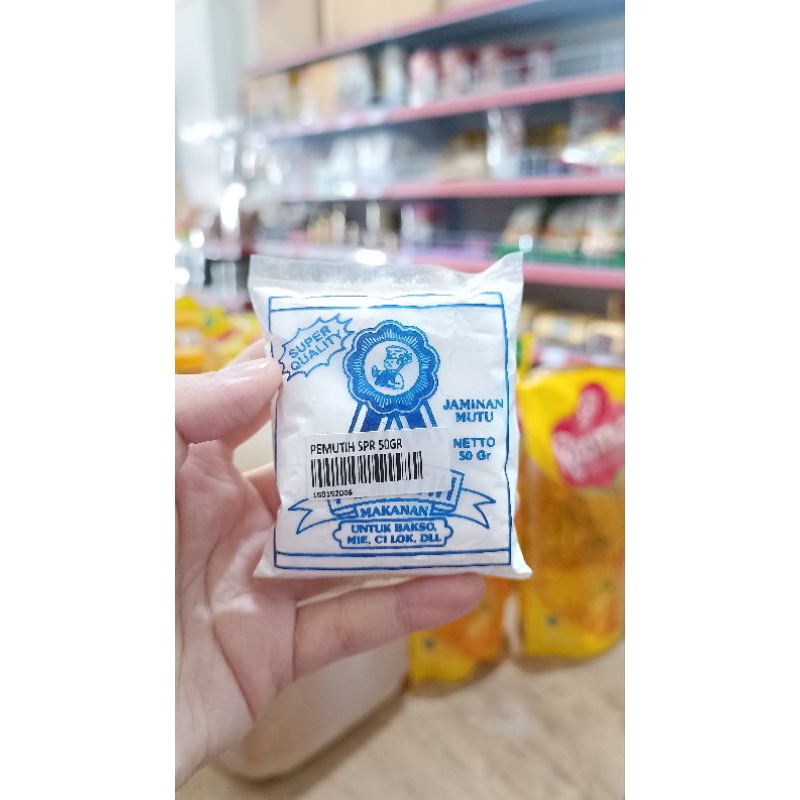 SUPER
QUALITY
JAMINAN
MUTU
PEMUTIH SPR 50GR
NETTO
50 Gr
MAKANAN
UNTUK BAKSO,
MIE, CI LOK, DLL